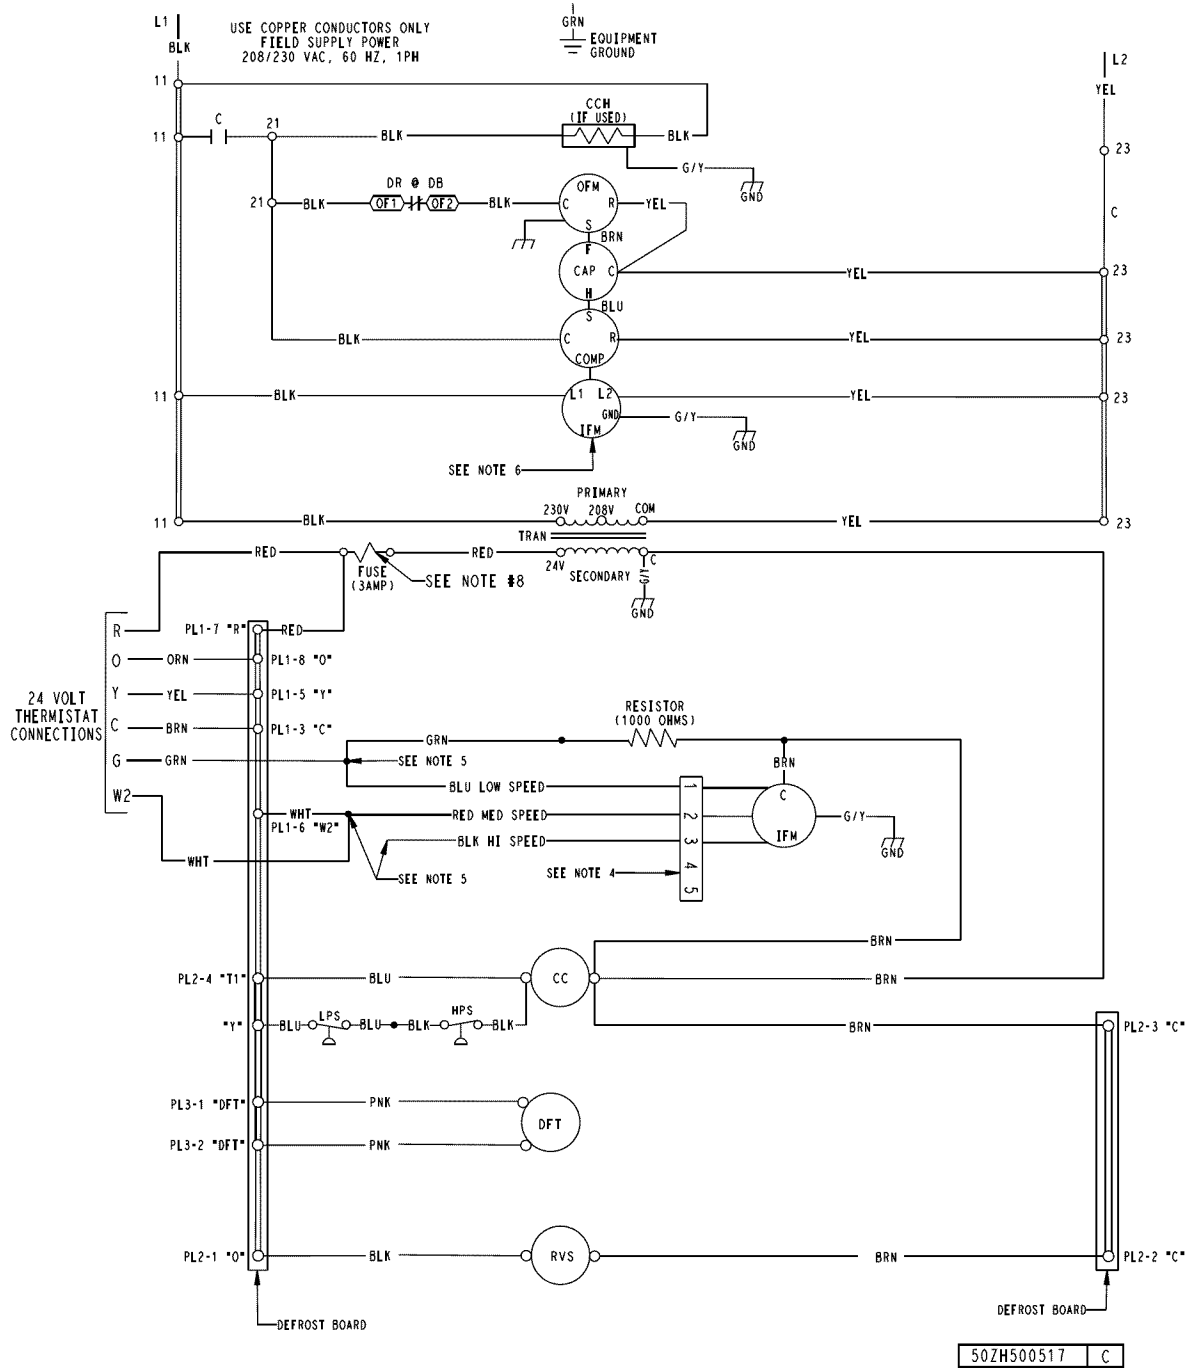 L1
BLK
USE COPPER CONDUCTORS ONLY
FIELD SUPPLY POWER
208/230 VAC, 60 HZ, 1PH
GRN
EQUIPMENT
GROUND
L2
YEL
11
CCH
(IF USED)
11
C
21
BLK
BLK
23
G/Y
GND
DR @ DB
21
BLK
OF1
OF2
BLK
OFM
C
R
S
YEL
C
BRN
F
CAP
C
H
YEL
23
BLU
S
BLK
C
R
COMP
YEL
23
11
BLK
L1
L2
GND
IFM
YEL
23
G/Y
GND
SEE NOTE 6
PRIMARY
230V
208V
COM
11
BLK
YEL
23
TRAN
RED
RED
24V
SECONDARY
C
G/Y
GND
FUSE
(3AMP)
SEE NOTE #8
R
PL1-7 "R"
RED
O
ORN
PL1-8 "O"
Y
YEL
PL1-5 "Y"
24 VOLT
THERMISTAT
CONNECTIONS
C
BRN
PL1-3 "C"
RESISTOR
(1000 OHMS)
GRN
G
GRN
SEE NOTE 5
BRN
BLU LOW SPEED
1
C
W2
WHT
PL1-6 "W2"
RED MED SPEED
2
IFM
G/Y
GND
BLK HI SPEED
3
WHT
SEE NOTE 5
SEE NOTE 4
4
5
BRN
PL2-4 "T1"
BLU
CC
BRN
"Y"
BLU
LPS
BLU
BLK
HPS
BLK
BRN
PL2-3 "C"
PL3-1 "DFT"
PNK
DFT
PL3-2 "DFT"
PNK
PL2-1 "O"
BLK
RVS
BRN
PL2-2 "C"
DEFROST BOARD
DEFROST BOARD
50ZH500517
C